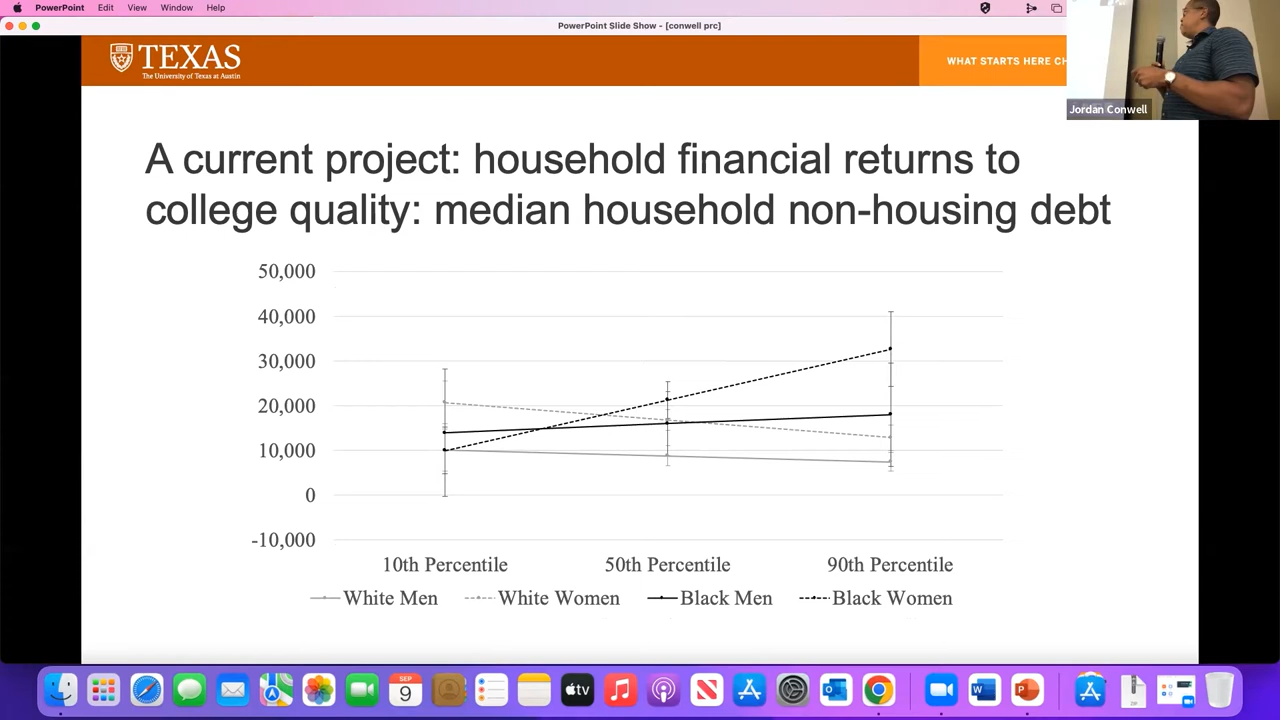 PowerPoint Edit View Window Help
PowerPoint Slide Show - [conwell prc]
TEXAS
The University of Texas at Austin
WHAT STARTS HERE CH
Jordan Conwell
A current project: household financial returns to
college quality: median household non-housing debt
50,000
40,000
30,000
20,000
10,000
0
-10,000
10th Percentile 50th Percentile 90th Percentile
White Men White Women Black Men Black Women
SEP
9
tv
ZIP